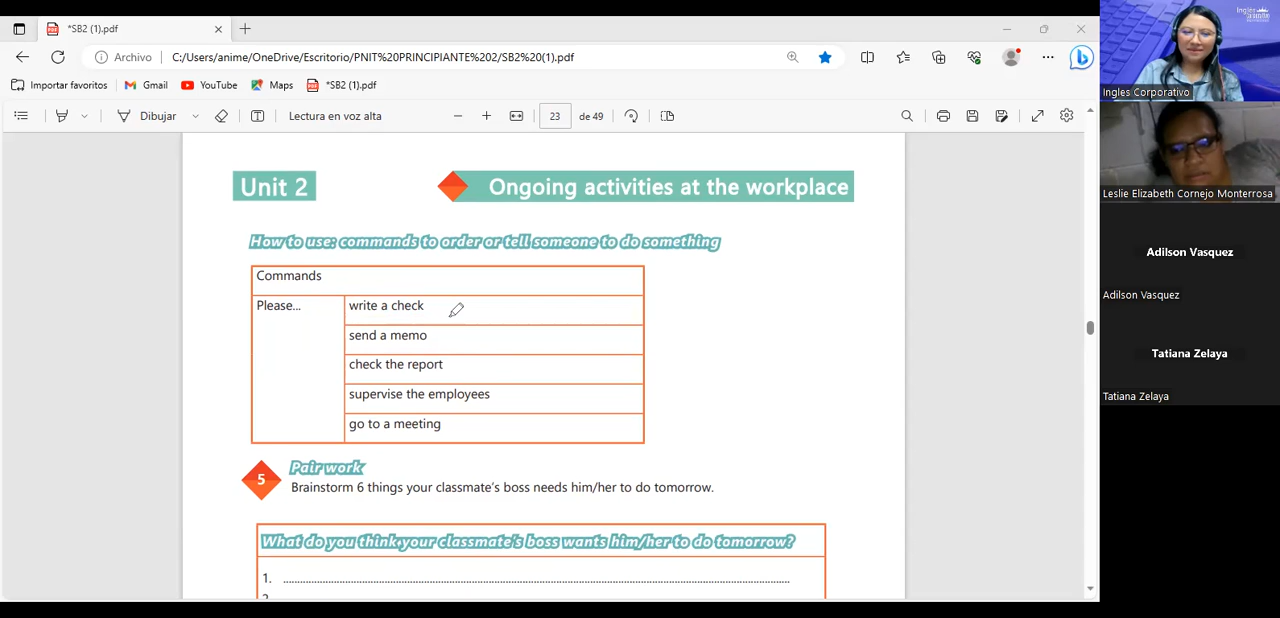 *SB2 (1).pdf
Archivo
C:/Users/anime/OneDrive/Escritorio/PNIT%20PRINCIPIANTE%202/SB2%20(1).pdf
Importar favoritos
Gmail
YouTube
Maps
*SB2 (1).pdf
Dibujar
Lectura en voz alta
23
de 49
Unit 2
Ongoing activities at the workplace
How to use: commands to order or tell someone to do something
Commands
Please...
write a check
send a memo
check the report
supervise the employees
go to a meeting
5
Pair work
Brainstorm 6 things your classmate's boss needs him/her to do tomorrow.
What do you think your classmate's boss wants him/her to do tomorrow?
1. ........................................................................
Ingles Corporativo
Leslie Elizabeth Cornejo Monterrosa
Adilson Vasquez
Adilson Vasquez
Tatiana Zelaya
Tatiana Zelaya